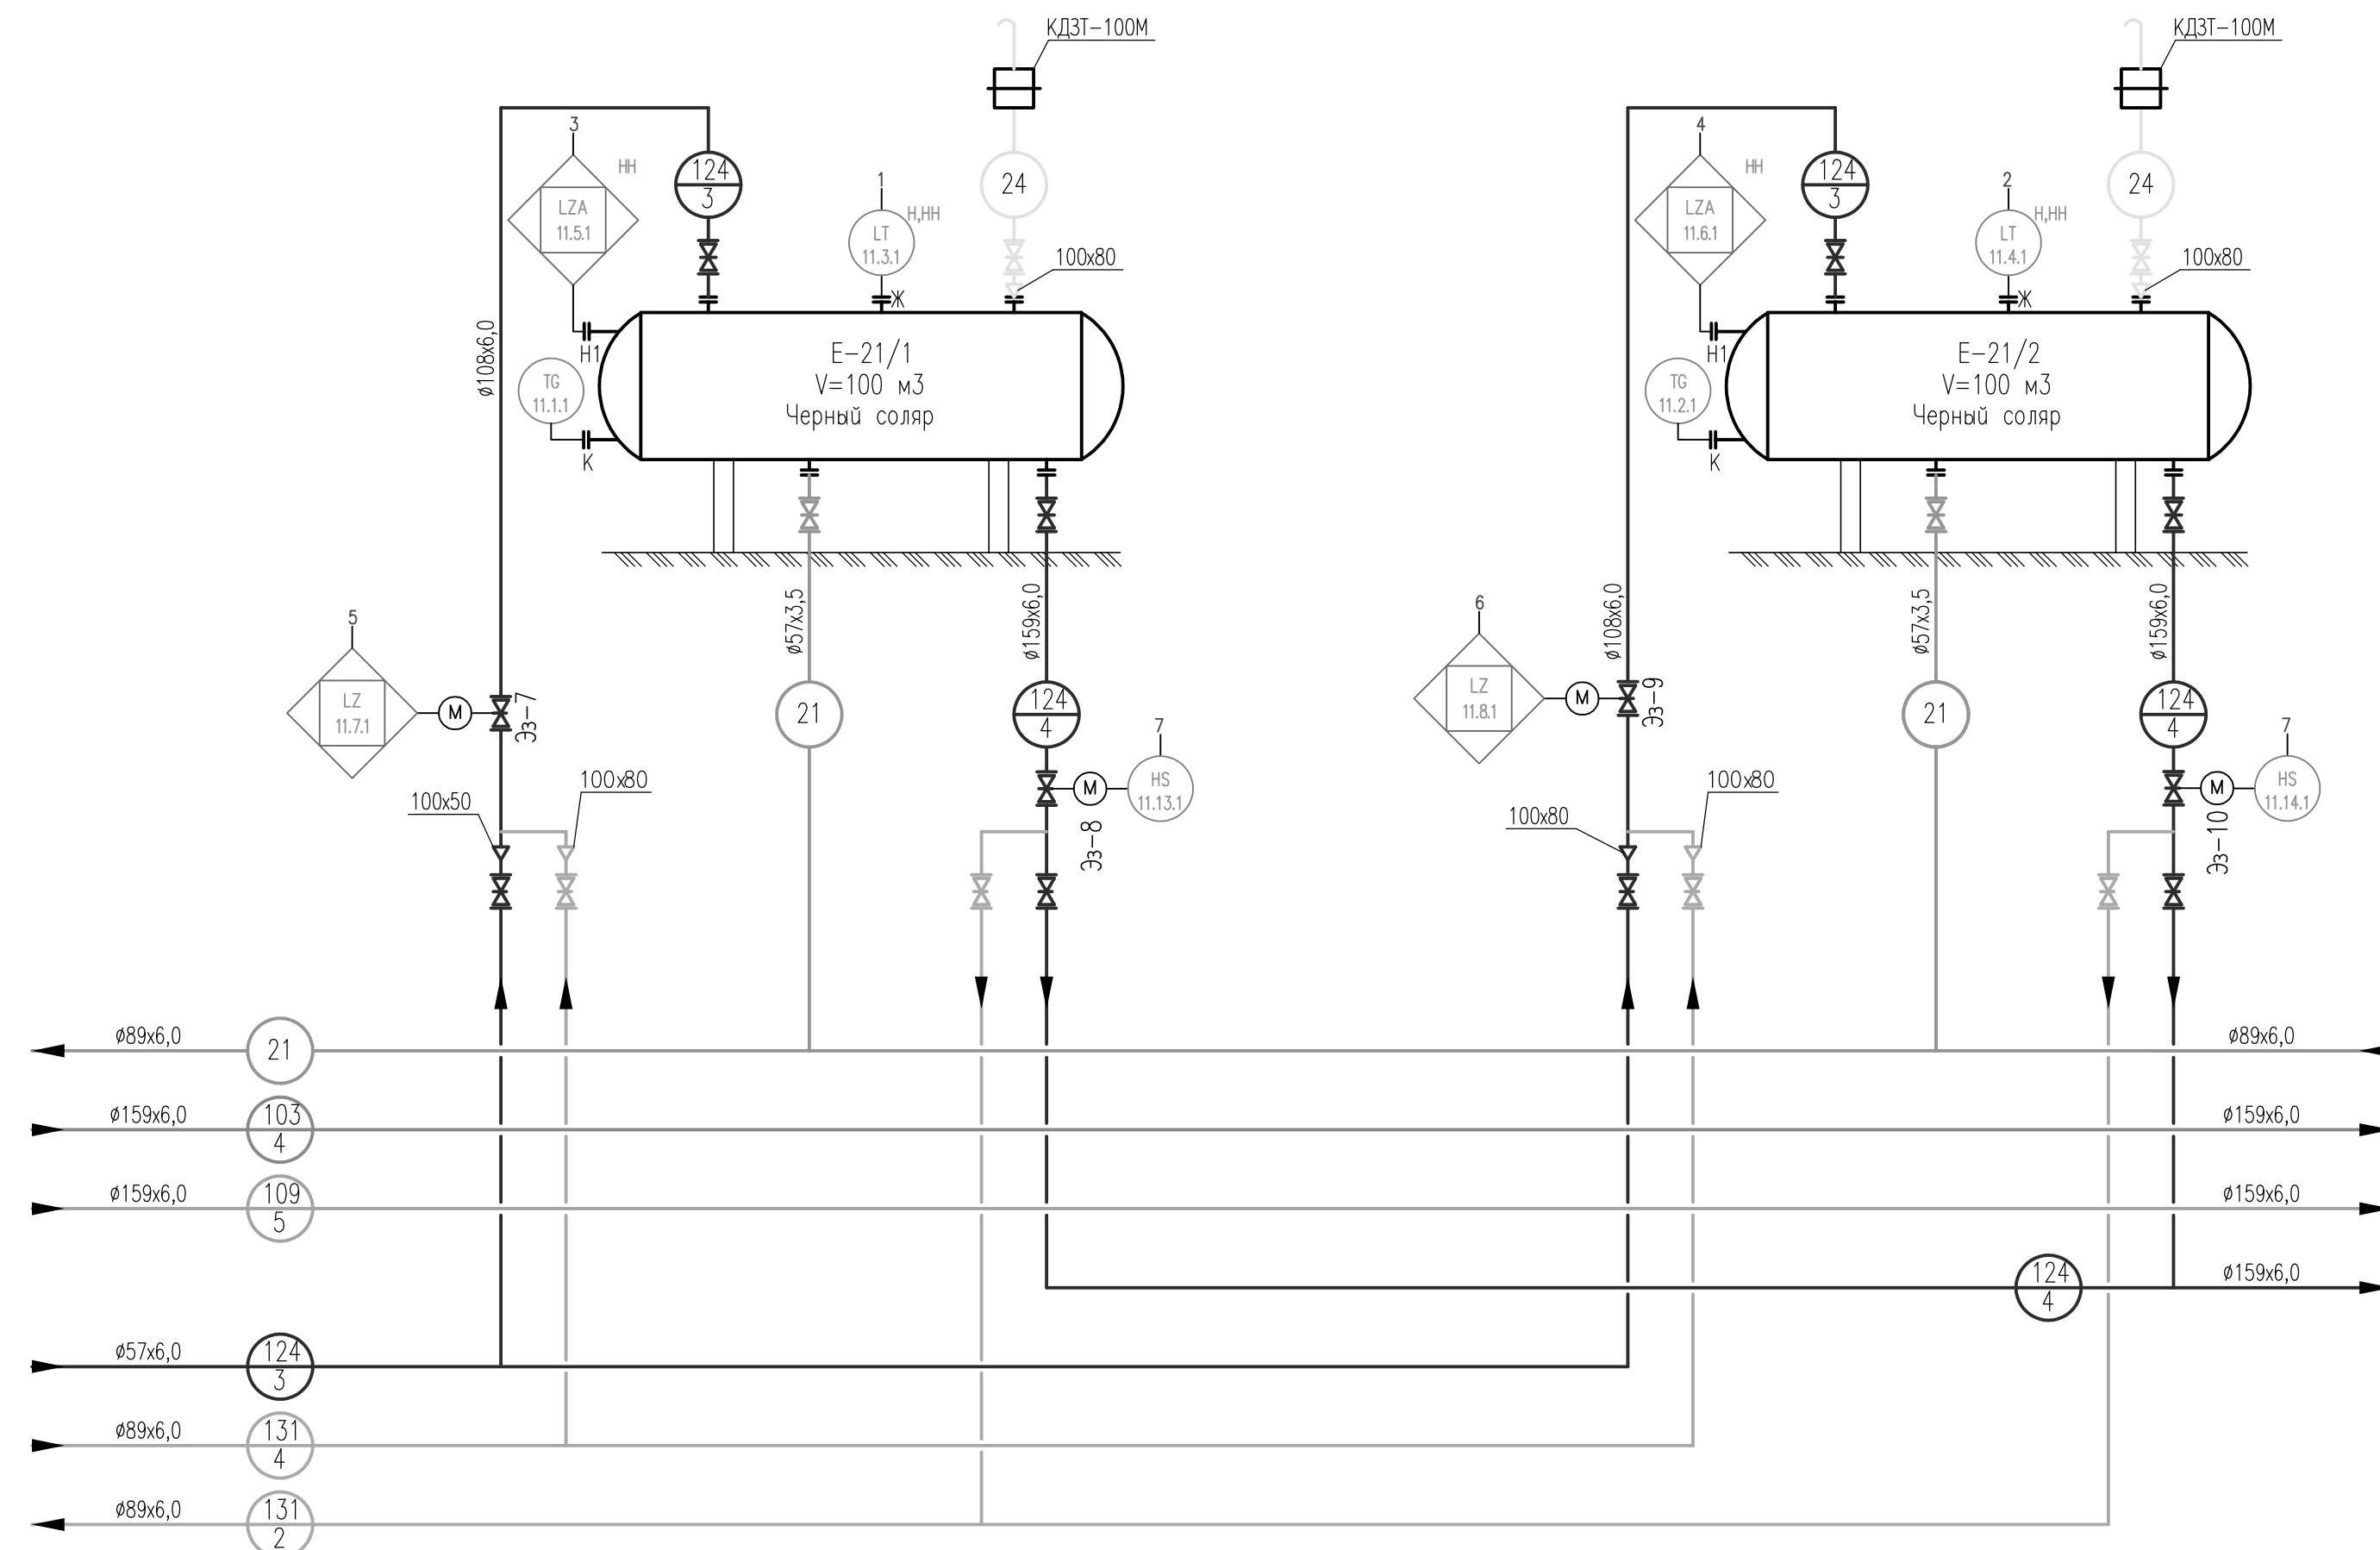 КДЗТ-100М
КДЗТ-100М
3
НН
124
3
1
Н,НН
24
LZA
11.5.1
LT
11.3.1
100х80
Ж
4
НН
124
3
2
Н,НН
24
LZA
11.6.1
LT
11.4.1
100х80
Ж
ø108х6,0
Н1
TG
11.1.1
К
Е-21/1
V=100 м3
Черный соляр
Н1
TG
11.2.1
К
Е-21/2
V=100 м3
Черный соляр
ø57х3,5
ø159х6,0
ø108х6,0
ø57х3,5
ø159х6,0
5
LZ
11.7.1
М
Эз-7
21
124
4
7
HS
11.13.1
М
Эз-8
100х50
100х80
6
LZ
11.8.1
М
Эз-9
21
124
4
7
HS
11.14.1
М
Эз-10
100х80
100х80
ø89х6,0
21
ø89х6,0
ø159х6,0
103
4
ø159х6,0
ø159х6,0
109
5
ø159х6,0
124
4
ø159х6,0
ø57х6,0
124
3
ø89х6,0
131
4
ø89х6,0
131
2